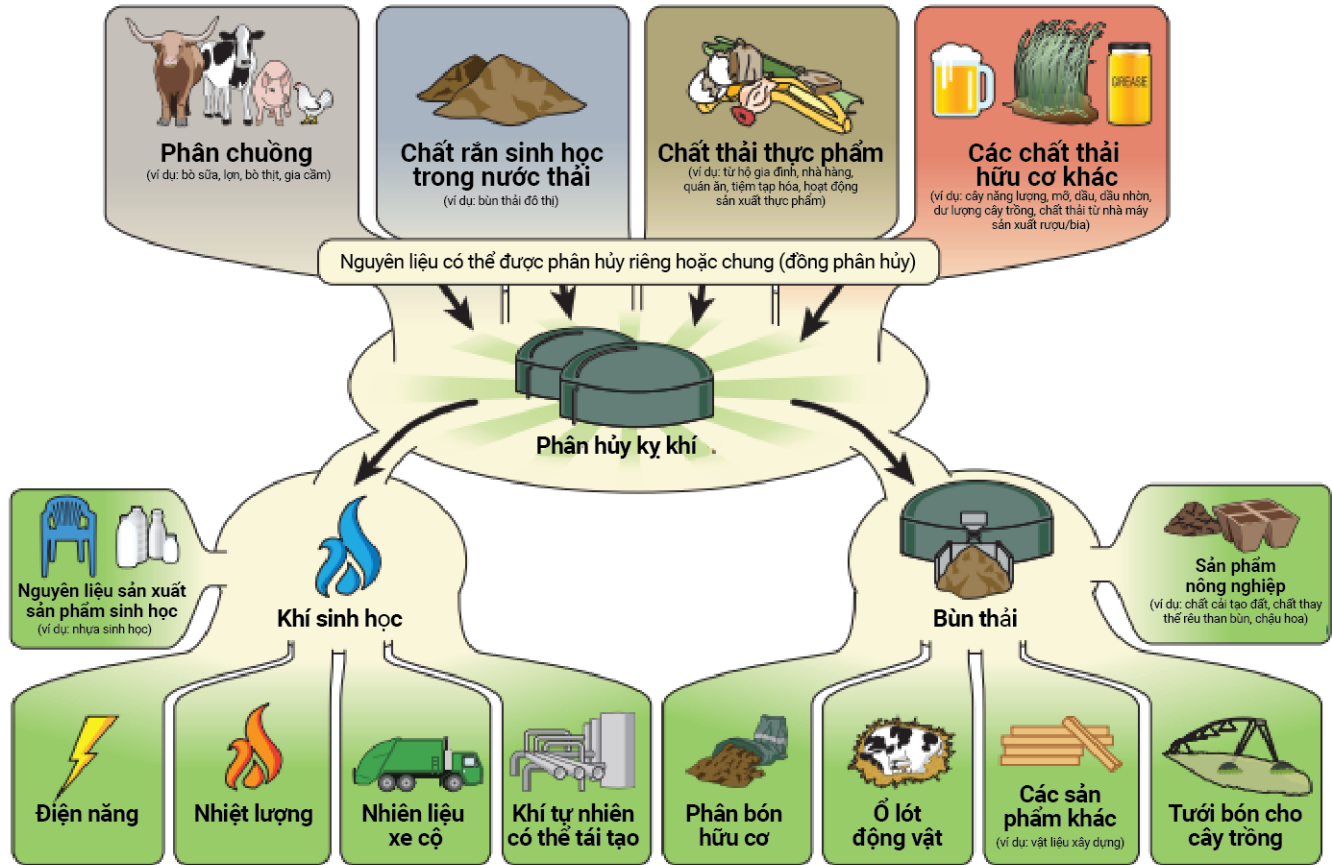 GREASE
Phân chuồng
(ví dụ: bò sữa, lợn, bò thịt, gia cầm)
Chất rắn sinh học
trong nước thải
(ví dụ: bùn thải đô thị)
Chất thải thực phẩm
(ví dụ: từ hộ gia đình, nhà hàng,
quán ăn, tiệm tạp hóa, hoạt động
sản xuất thực phẩm)
Các chất thải
hữu cơ khác
(ví dụ: cây năng lượng, mỡ, dầu, dầu nhờn,
dư lượng cây trồng, chất thải từ nhà máy
sản xuất rượu/bia)
Nguyên liệu có thể được phân hủy riêng hoặc chung (đồng phân hủy)
Phân hủy kỵ khí .
Nguyên liệu sản xuất
sản phẩm sinh học
(ví dụ: nhựa sinh học)
Khí sinh học
Bùn thải
Sản phẩm
nông nghiệp
(ví dụ: chất cải tạo đất, chất thay
thế rêu than bùn, chậu hoa)
Điện năng
Nhiệt lượng
Nhiên liệu
xe cộ
Khí tự nhiên
có thể tái tạo
Phân bón
hữu cơ
Ổ lót
động vật
Các sản
phẩm khác
(ví dụ: vật liệu xây dựng)
Tưới bón cho
cây trồng